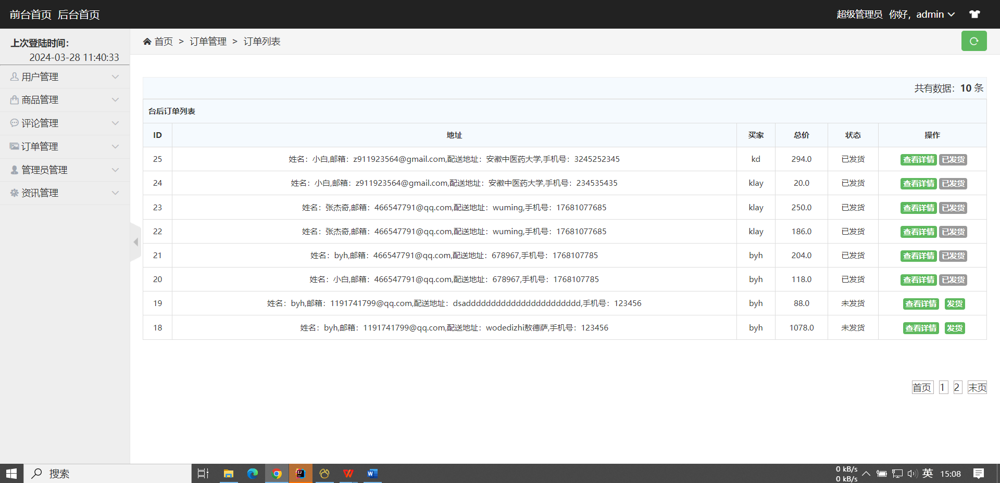 前台首页 后台首页
超级管理员 你好，admin
上次登陆时间：
2024-03-28 11:40:33
用户管理
商品管理
评论管理
订单管理
管理员管理
资讯管理
首页 > 订单管理 > 订单列表
共有数据：10 条
台后订单列表
ID 地址 买家 总价 状态 操作
25 姓名：小白,邮箱：z911923564@gmail.com,配送地址：安徽中医药大学,手机号：3245252345 kd 294.0 已发货 查看详情 已发货
24 姓名：小白,邮箱：z911923564@gmail.com,配送地址：安徽中医药大学,手机号：234535435 klay 20.0 已发货 查看详情 已发货
23 姓名：张杰奇,邮箱：466547791@qq.com,配送地址：wuming,手机号：17681077685 klay 250.0 已发货 查看详情 已发货
22 姓名：张杰奇,邮箱：466547791@qq.com,配送地址：wuming,手机号：17681077685 klay 186.0 已发货 查看详情 已发货
21 姓名：byh,邮箱：466547791@qq.com,配送地址：678967,手机号：1768107785 byh 204.0 已发货 查看详情 已发货
20 姓名：小白,邮箱：466547791@qq.com,配送地址：678967,手机号：1768107785 byh 118.0 已发货 查看详情 已发货
19 姓名：byh,邮箱：1191741799@qq.com,配送地址：dsaddddddddddddddddddddddd,手机号：123456 byh 88.0 未发货 查看详情 发货
18 姓名：byh,邮箱：1191741799@qq.com,配送地址：wodedizhi敖德萨,手机号：123456 byh 1078.0 未发货 查看详情 发货
首页 1 2 末页
搜索
0 kB/s
0 kB/s
英
15:08